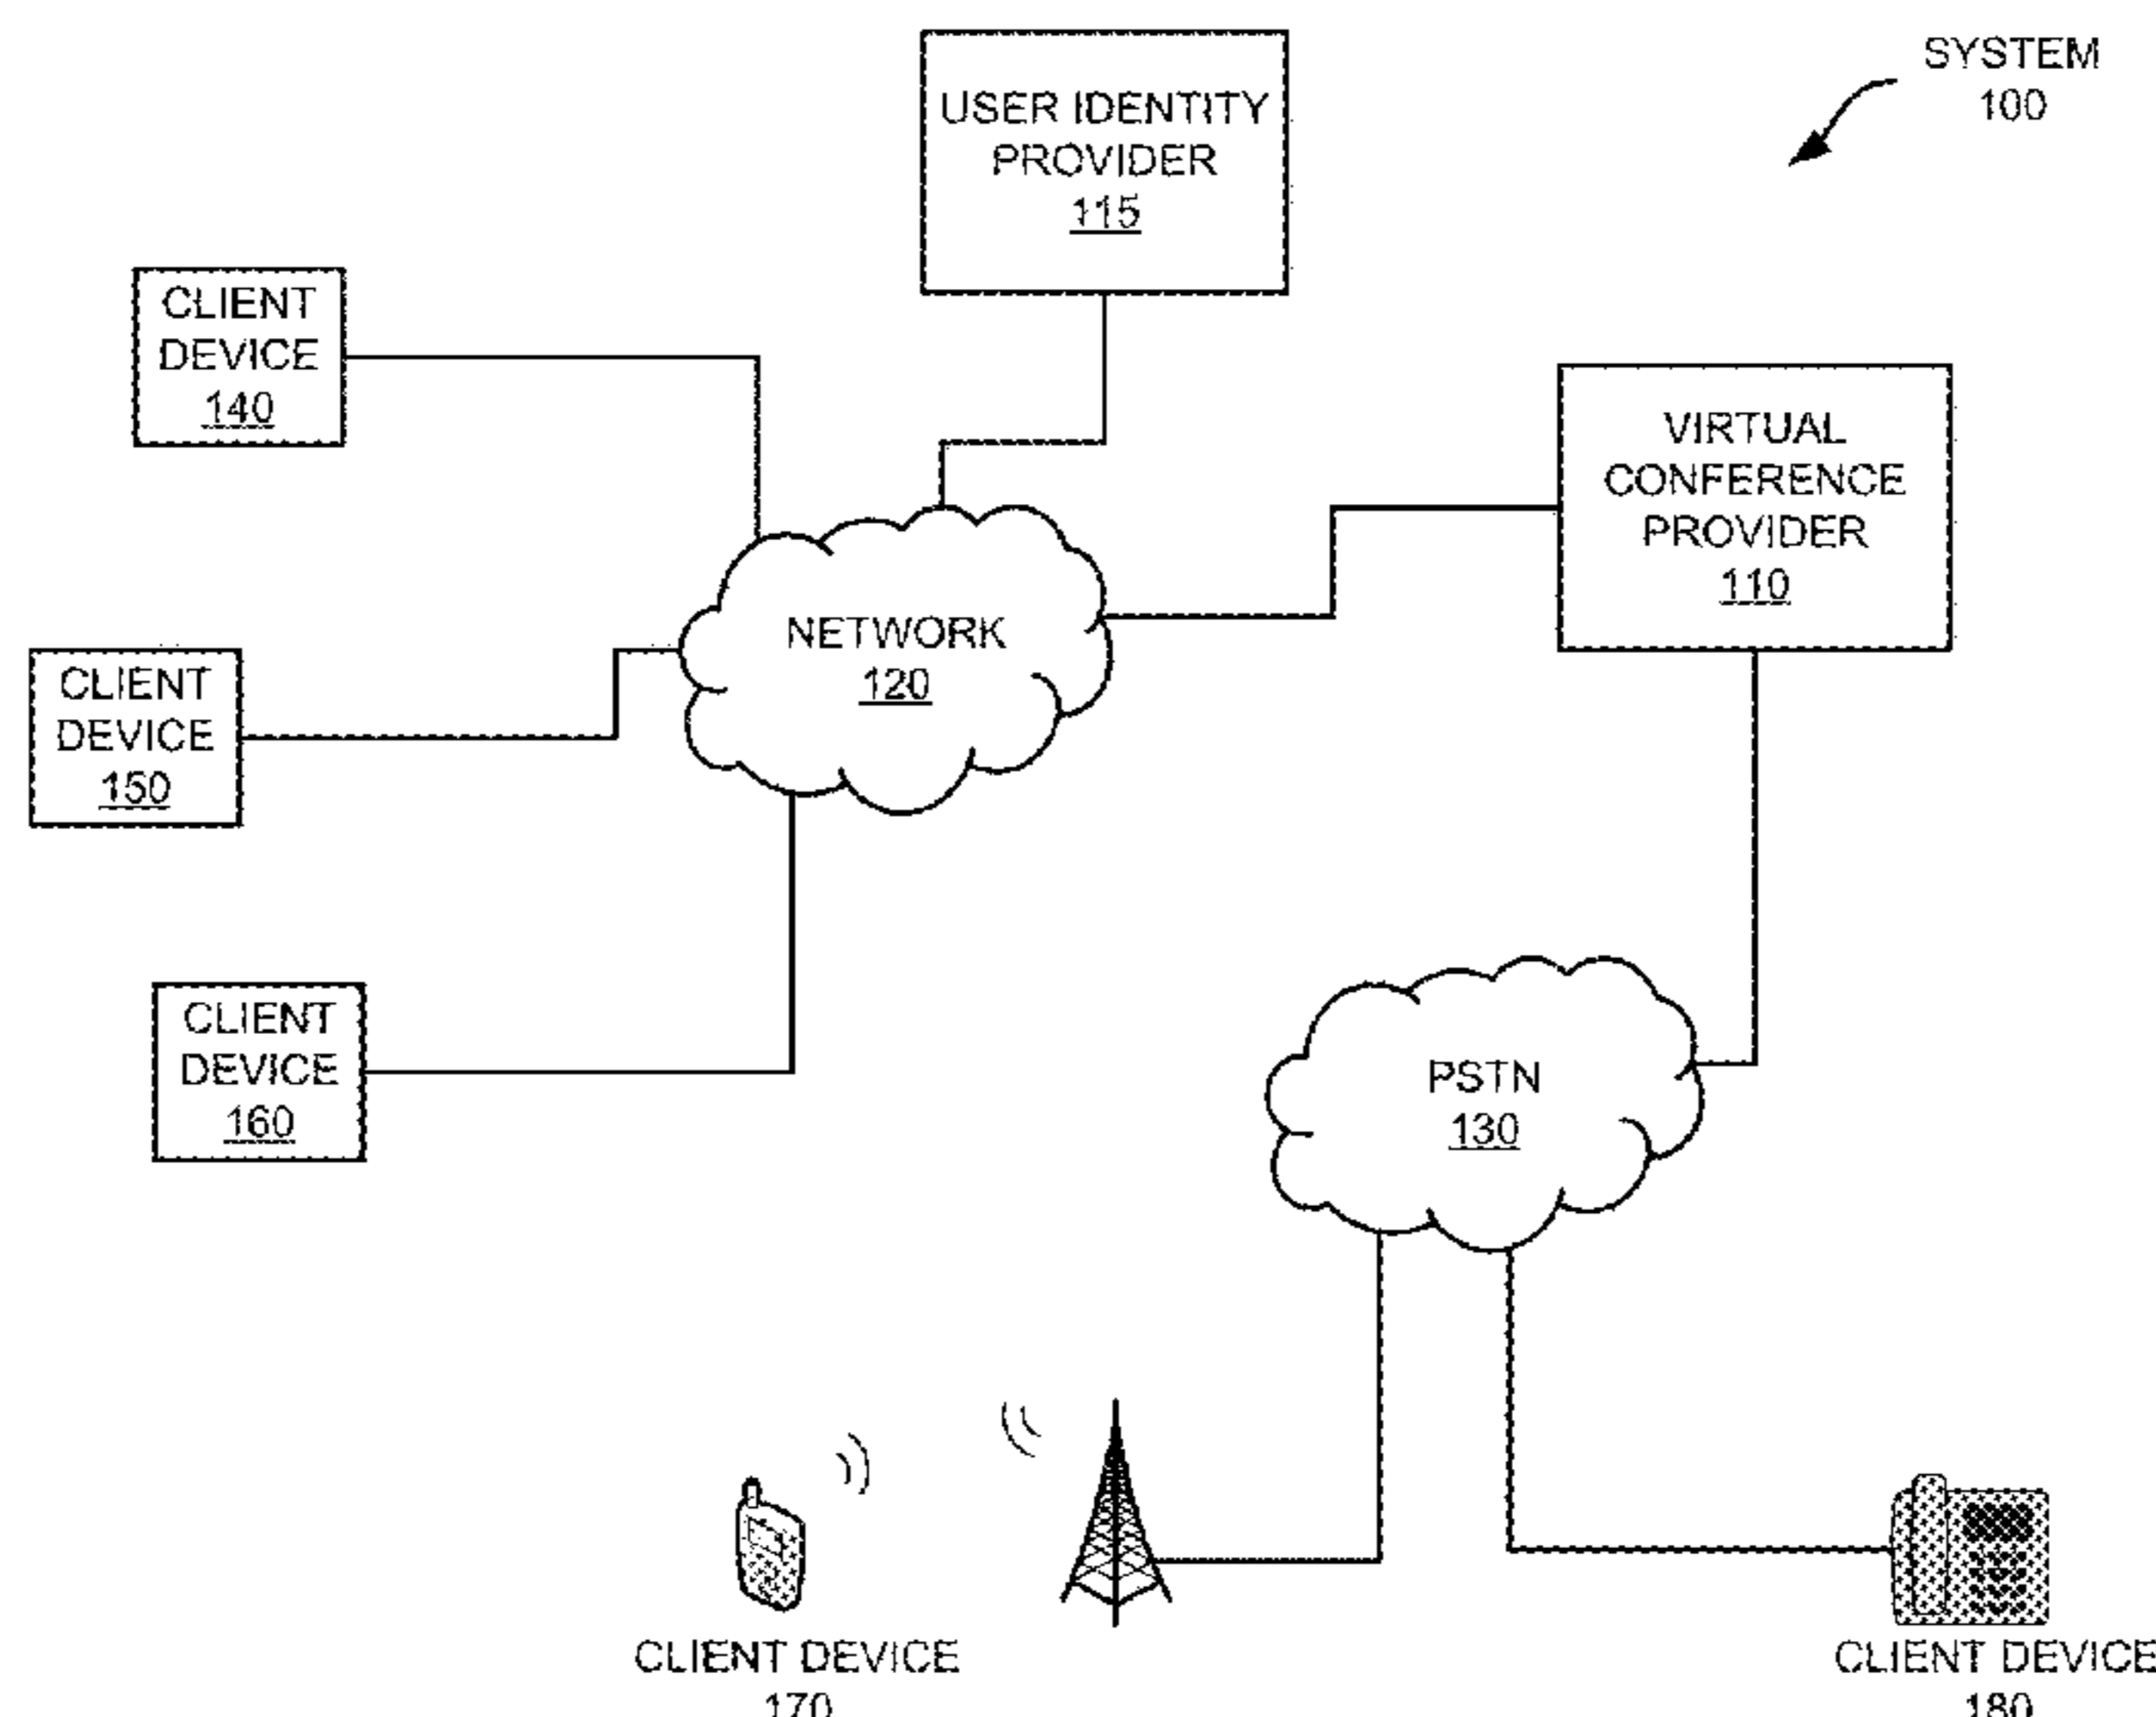 SYSTEM
100
USER IDENTITY
PROVIDER
115
CLIENT
DEVICE
140
VIRTUAL
CONFERENCE
PROVIDER
110
NETWORK
120
CLIENT
DEVICE
150
CLIENT
DEVICE
160
PSTN
130
CLIENT DEVICE
170
CLIENT DEVICE
180